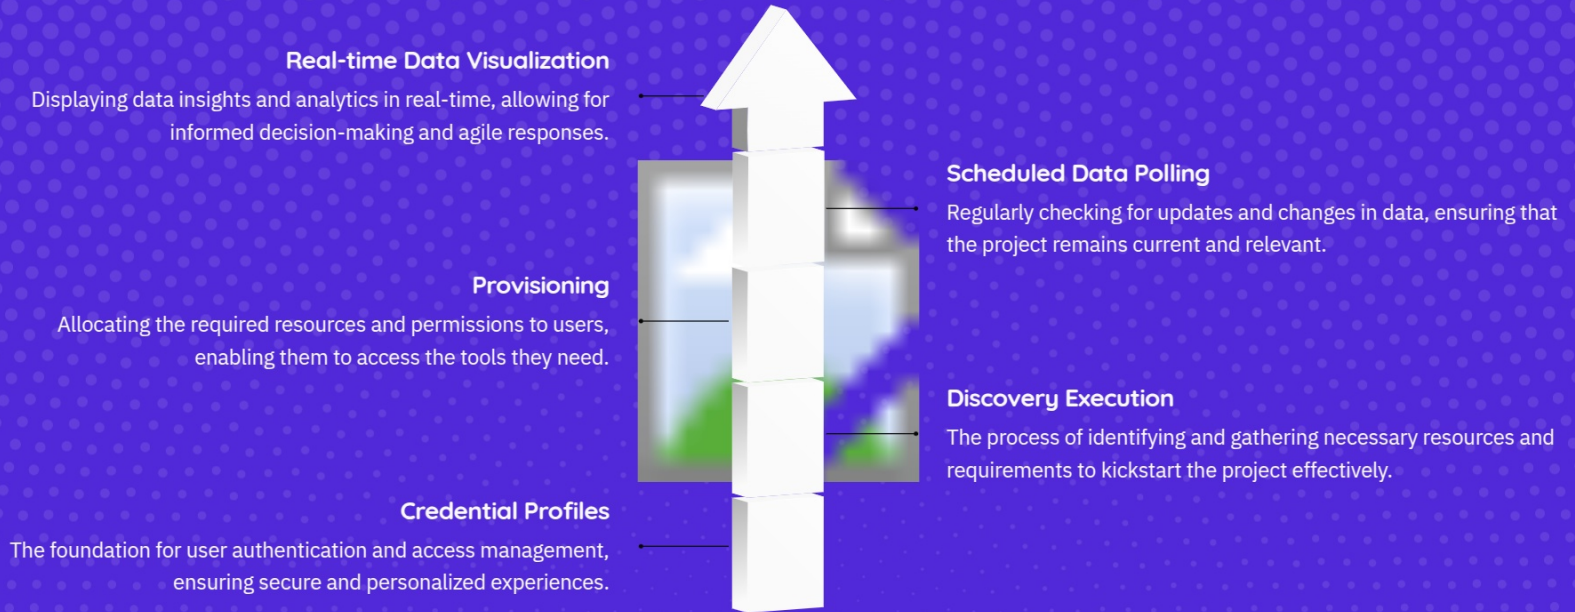 Real-time Data Visualization
Displaying data insights and analytics in real-time, allowing for
informed decision-making and agile responses.
Scheduled Data Polling
Regularly checking for updates and changes in data, ensuring that
the project remains current and relevant.
Provisioning
Allocating the required resources and permissions to users,
enabling them to access the tools they need.
Discovery Execution
The process of identifying and gathering necessary resources and
requirements to kickstart the project effectively.
Credential Profiles
The foundation for user authentication and access management,
ensuring secure and personalized experiences.